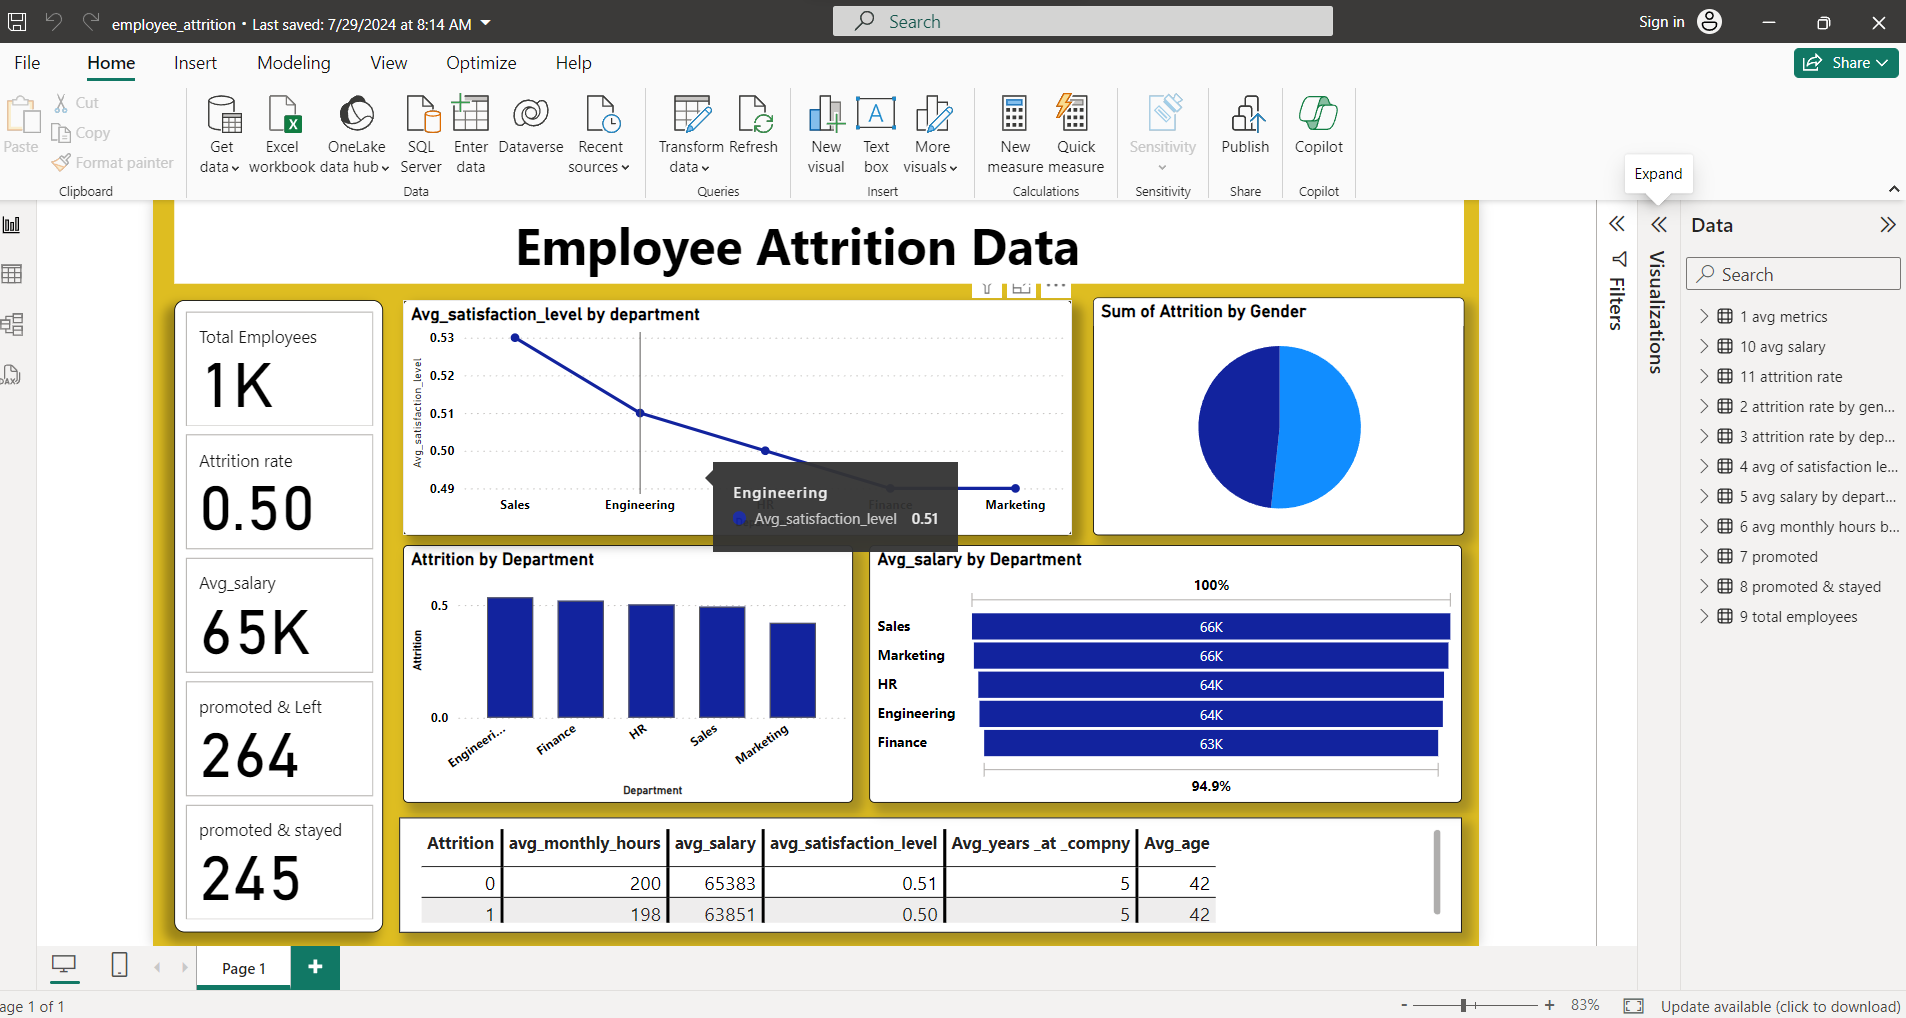 employee_attrition • Last saved: 7/29/2024 at 8:14 AM
Search
Sign in
File Home Insert Modeling View Optimize Help
Share
Paste
Cut
Copy
Format painter
Clipboard
Get data
Excel workbook
OneLake data hub
SQL Server
Enter data
Dataverse
Recent sources
Data
Transform data
Refresh
Queries
New visual
Text box
More visuals
Insert
New measure
Quick measure
Calculations
Sensitivity
Sensitivity
Publish
Share
Copilot
Copilot
Expand
Employee Attrition Data
Total Employees
1K
Attrition rate
0.50
Avg_salary
65K
promoted & Left
264
promoted & stayed
245
Avg_satisfaction_level by department
Avg_satisfaction_level
0.53
0.52
0.51
0.50
0.49
Sales Engineering HR Finance Marketing
Engineering
Avg_satisfaction_level 0.51
Sum of Attrition by Gender
Attrition by Department
Attrition
0.5
0.0
Engineeri... Finance HR Sales Marketing
Department
Avg_salary by Department
100%
Sales 66K
Marketing 66K
HR 64K
Engineering 64K
Finance 63K
94.9%
Attrition avg_monthly_hours avg_salary avg_satisfaction_level Avg_years _at _compny Avg_age
0 200 65383 0.51 5 42
1 198 63851 0.50 5 42
Filters
Visualizations
Data
Search
1 avg metrics
10 avg salary
11 attrition rate
2 attrition rate by gen...
3 attrition rate by dep...
4 avg of satisfaction le...
5 avg salary by depart...
6 avg monthly hours b...
7 promoted
8 promoted & stayed
9 total employees
DAX
Page 1
age 1 of 1
- + 83%
Update available (click to download)